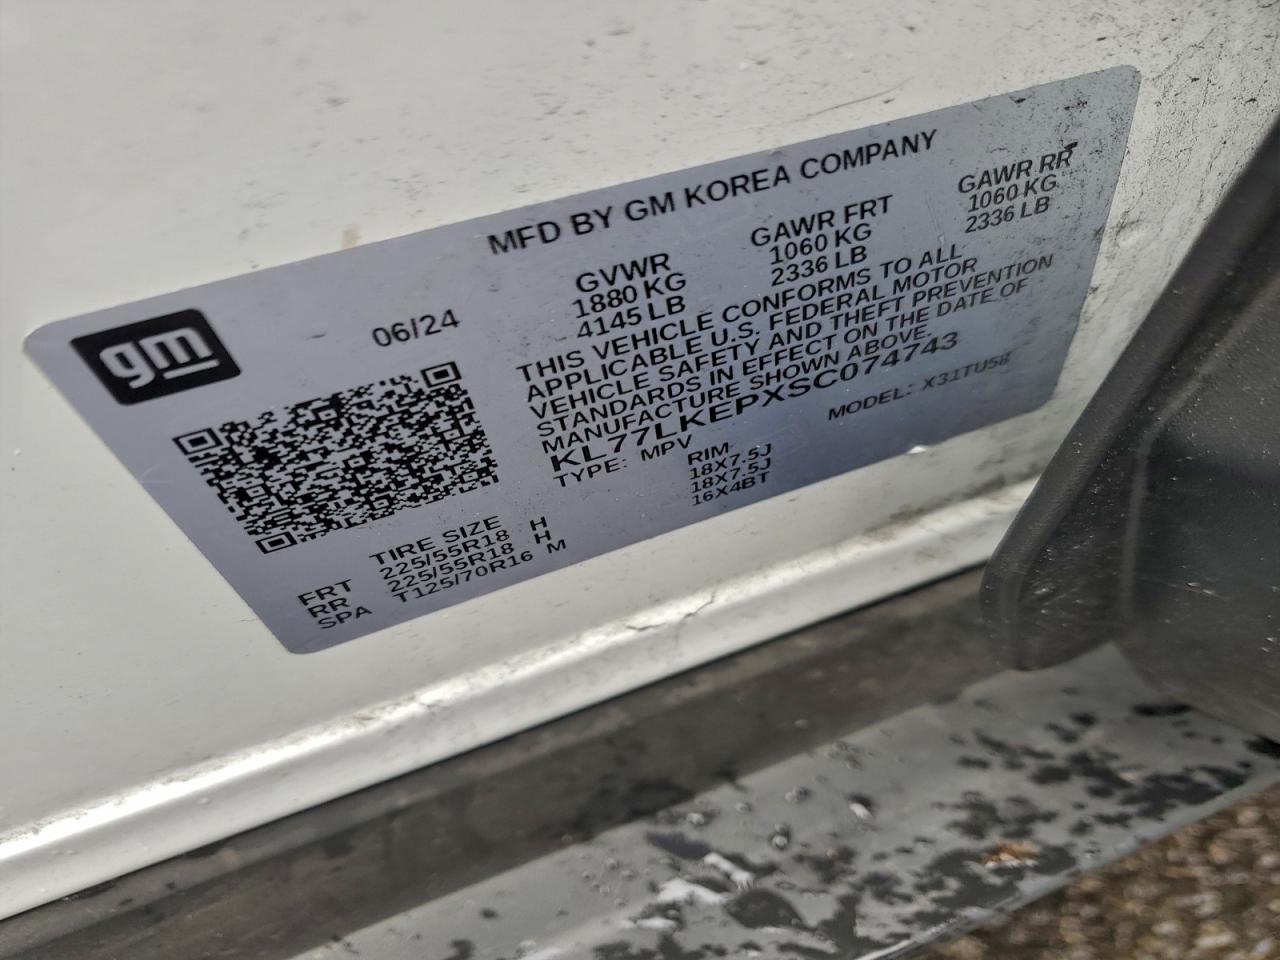 MFD BY GM KOREA COMPANY
gm
06/24
GVWR
1880 KG
4145 LB
GAWR FRT
1060 KG
2336 LB
GAWR RR
1060 KG
2336 LB
THIS VEHICLE CONFORMS TO ALL
APPLICABLE U.S. FEDERAL MOTOR
VEHICLE SAFETY AND THEFT PREVENTION
STANDARDS IN EFFECT ON THE DATE OF
MANUFACTURE SHOWN ABOVE.
KL77LKEPXSC074743
TYPE: MPV
MODEL: X31TU58
TIRE SIZE
RIM
FRT 225/55R18 H 18X7.5J
RR 225/55R18 H 18X7.5J
SPA T125/70R16 M 16X4BT